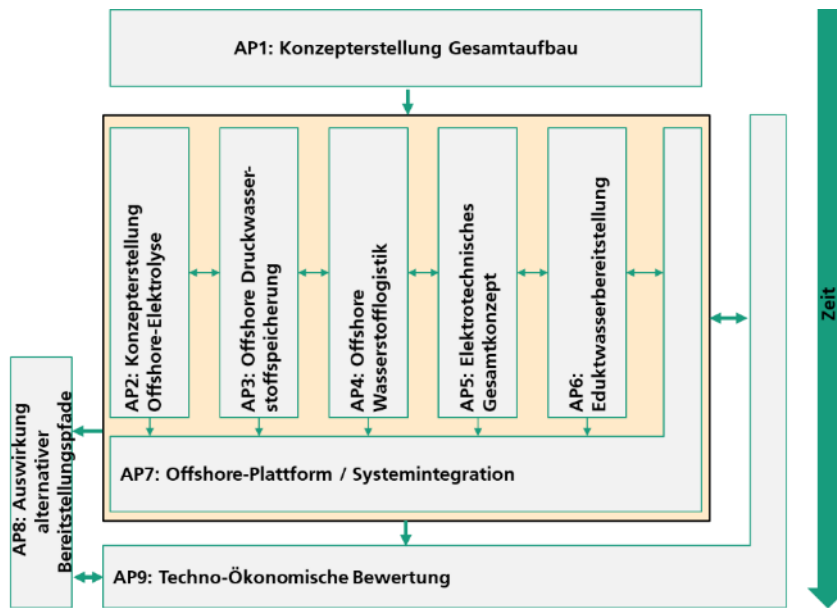 AP1: Konzepterstellung Gesamtaufbau
AP2: Konzepterstellung
Offshore-Elektrolyse
AP3: Offshore Druckwasser-
stoffspeicherung
AP4: Offshore
Wasserstofflogistik
AP5: Elektrotechnisches
Gesamtkonzept
AP6:
Eduktwasserbereitstellung
Zeit
AP7: Offshore-Plattform / Systemintegration
AP8: Auswirkung
alternativer
Bereitstellungspfade
AP9: Techno-Ökonomische Bewertung